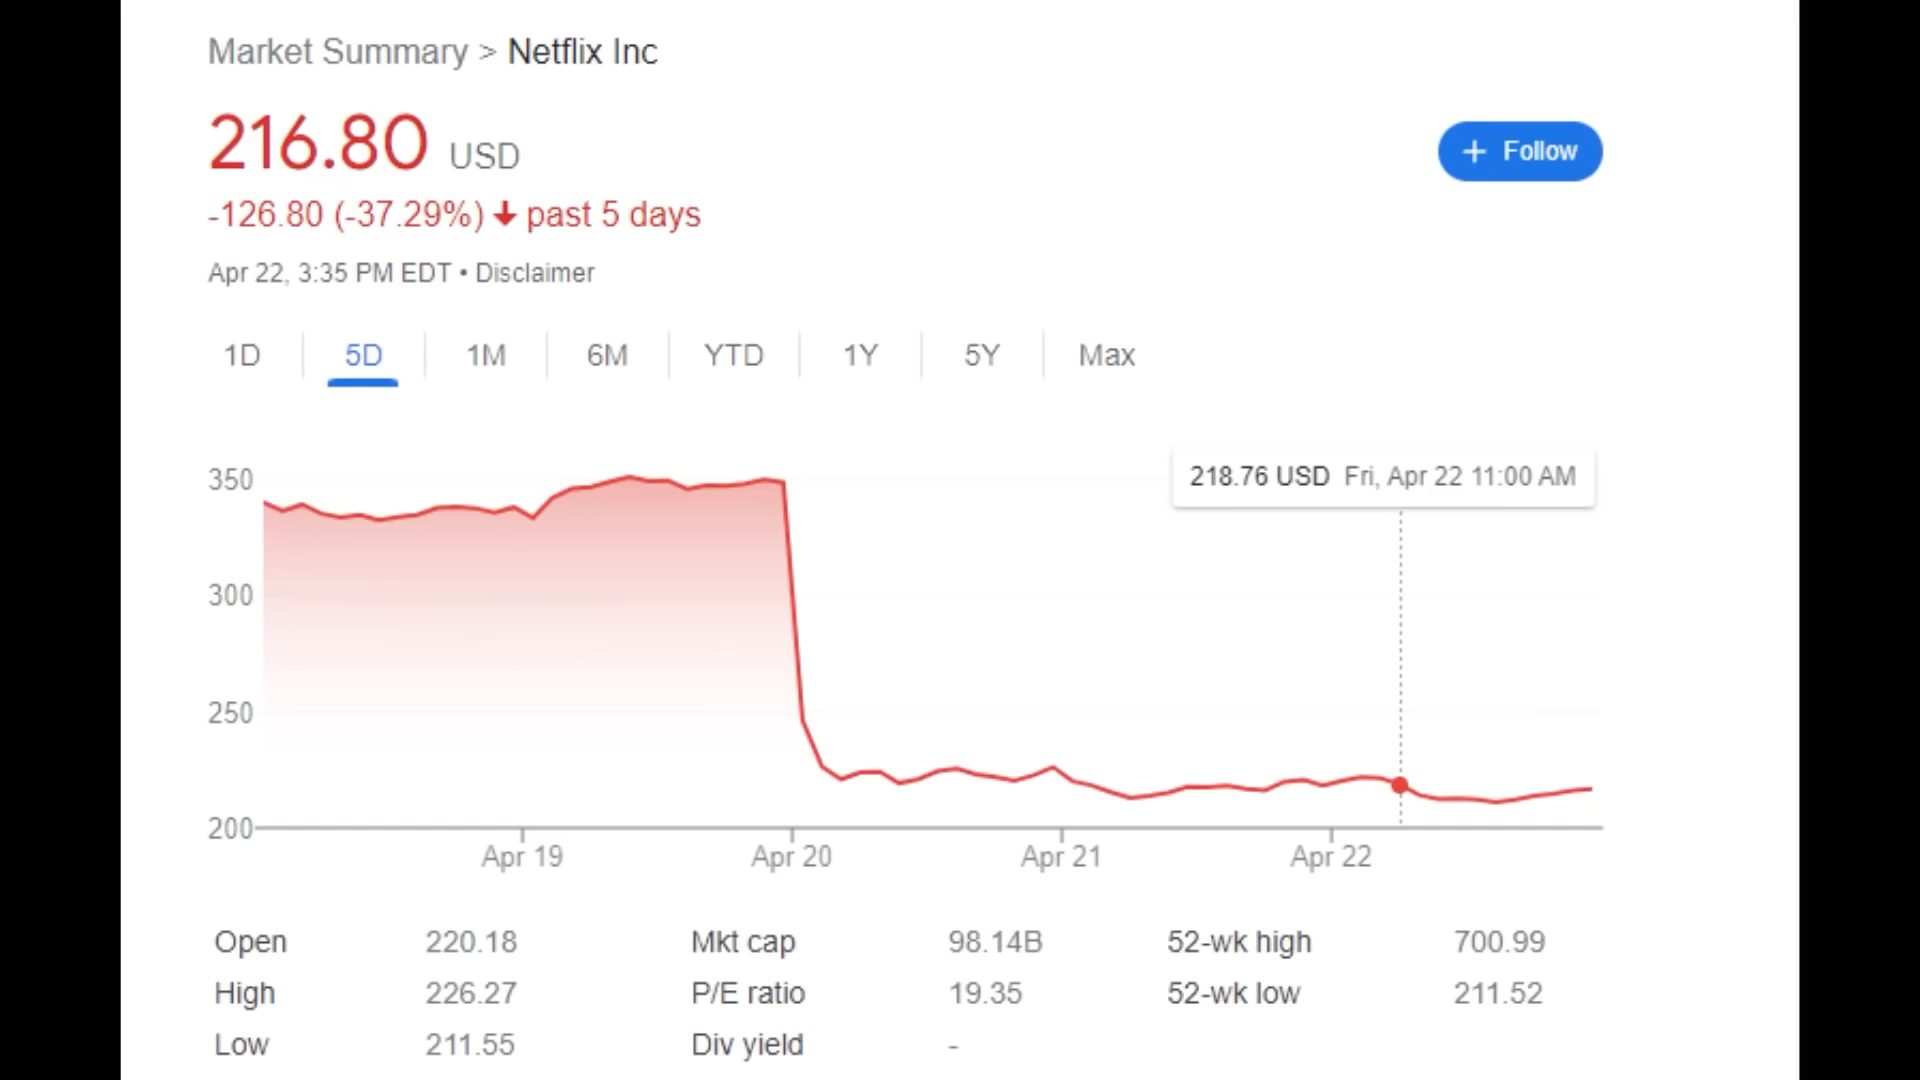 Market Summary > Netflix Inc
216.80 USD
+ Follow
-126.80 (-37.29%) ↓ past 5 days
Apr 22, 3:35 PM EDT • Disclaimer
1D 5D 1M 6M YTD 1Y 5Y Max
218.76 USD Fri, Apr 22 11:00 AM
350
300
250
200
Apr 19 Apr 20 Apr 21 Apr 22
Open 220.18 Mkt cap 98.14B 52-wk high 700.99
High 226.27 P/E ratio 19.35 52-wk low 211.52
Low 211.55 Div yield -